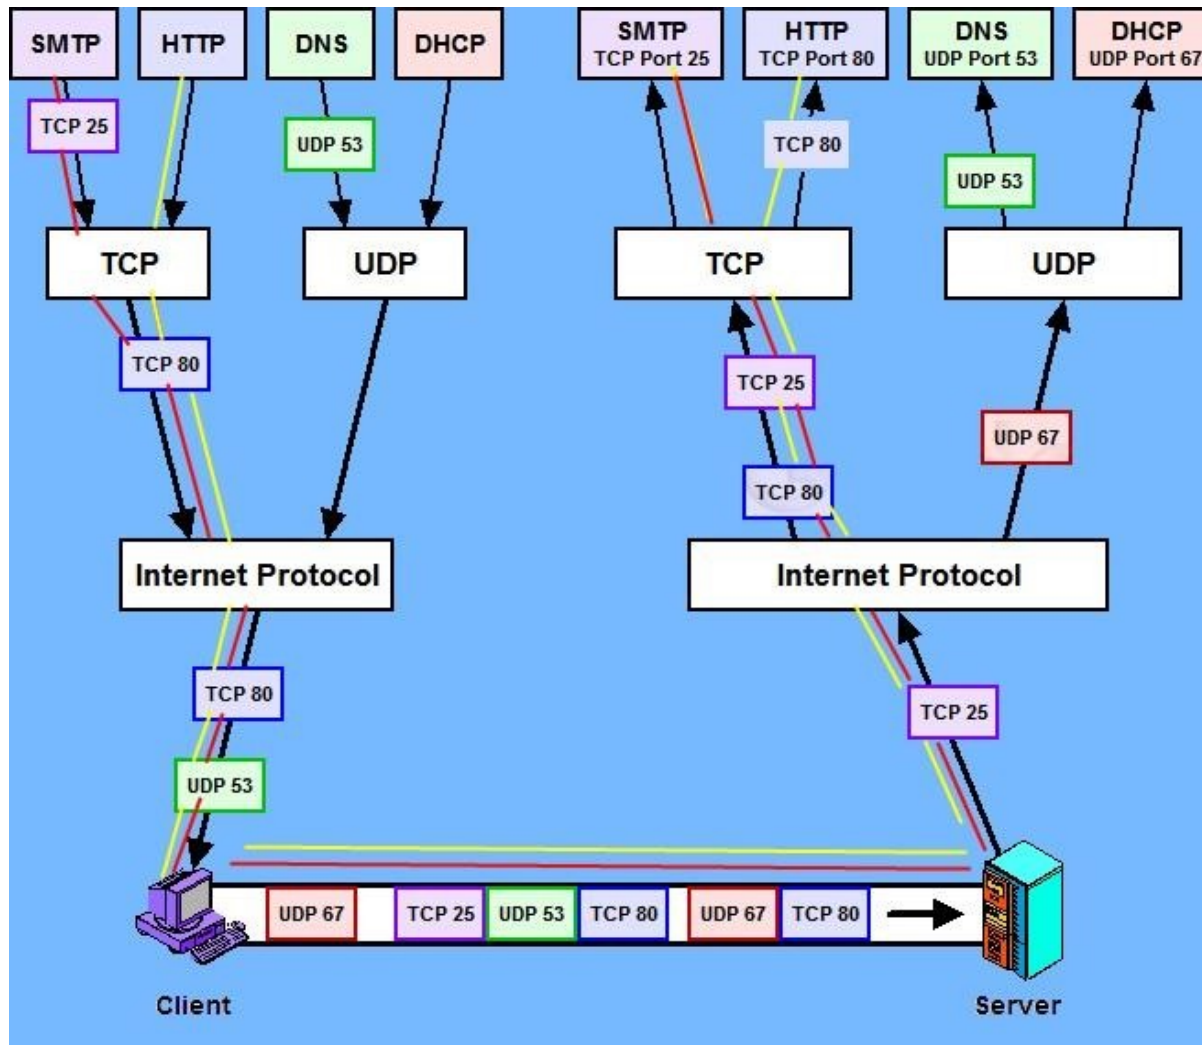 SMTP
HTTP
DNS
DHCP
SMTP
TCP Port 25
HTTP
TCP Port 80
DNS
UDP Port 53
DHCP
UDP Port 67
TCP 25
UDP 53
TCP 80
UDP 53
TCP
UDP
TCP
UDP
TCP 80
TCP 25
UDP 67
TCP 80
Internet Protocol
Internet Protocol
TCP 80
TCP 25
UDP 53
UDP 67
TCP 25
UDP 53
TCP 80
UDP 67
TCP 80
Client
Server